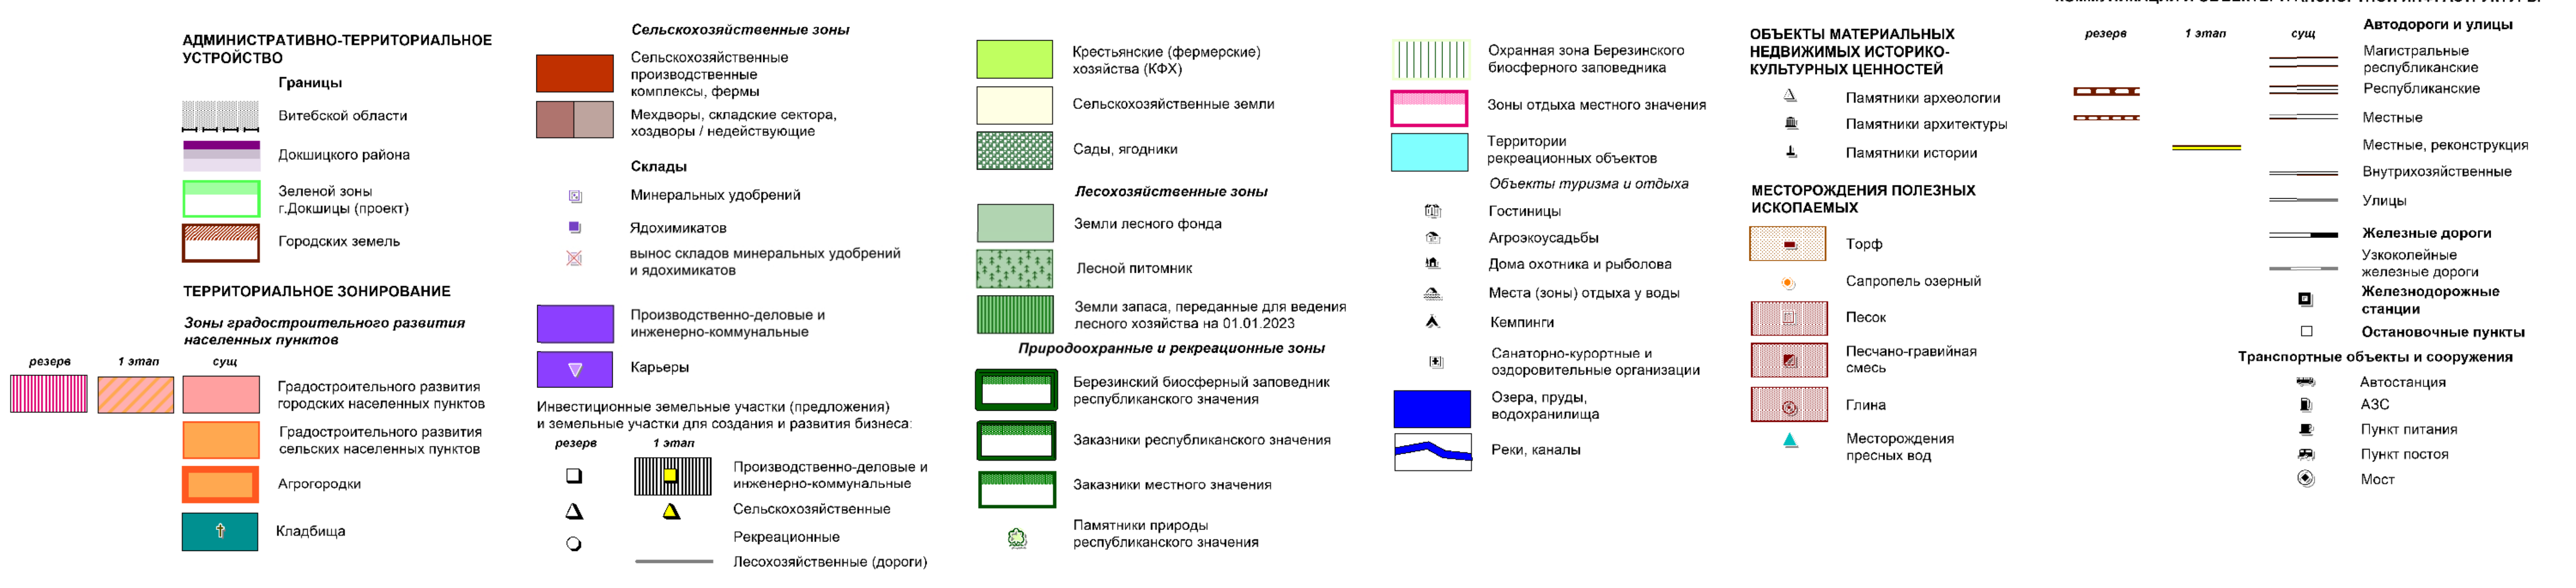 АДМИНИСТРАТИВНО-ТЕРРИТОРИАЛЬНОЕ
УСТРОЙСТВО
Границы
Витебской области
Докшицкого района
Зеленой зоны
г.Докшицы (проект)
Городских земель
ТЕРРИТОРИАЛЬНОЕ ЗОНИРОВАНИЕ
Зоны градостроительного развития
населенных пунктов
резерв 1 этап сущ
Градостроительного развития
городских населенных пунктов
Градостроительного развития
сельских населенных пунктов
Агрогородки
Кладбища
Сельскохозяйственные зоны
Сельскохозяйственные
производственные
комплексы, фермы
Мехдворы, складские сектора,
хоздворы / недействующие
Склады
Минеральных удобрений
Ядохимикатов
вынос складов минеральных удобрений
и ядохимикатов
Производственно-деловые и
инженерно-коммунальные
Карьеры
Инвестиционные земельные участки (предложения)
и земельные участки для создания и развития бизнеса:
резерв 1 этап
Производственно-деловые и
инженерно-коммунальные
Сельскохозяйственные
Рекреационные
Лесохозяйственные (дороги)
Крестьянские (фермерские)
хозяйства (КФХ)
Сельскохозяйственные земли
Сады, ягодники
Лесохозяйственные зоны
Земли лесного фонда
Лесной питомник
Земли запаса, переданные для ведения
лесного хозяйства на 01.01.2023
Природоохранные и рекреационные зоны
Березинский биосферный заповедник
республиканского значения
Заказники республиканского значения
Заказники местного значения
Памятники природы
республиканского значения
Охранная зона Березинского
биосферного заповедника
Зоны отдыха местного значения
Территории
рекреационных объектов
Объекты туризма и отдыха
Гостиницы
Агроэкоусадьбы
Дома охотника и рыболова
Места (зоны) отдыха у воды
Кемпинги
Санаторно-курортные и
оздоровительные организации
Озера, пруды,
водохранилища
Реки, каналы
ОБЪЕКТЫ МАТЕРИАЛЬНЫХ
НЕДВИЖИМЫХ ИСТОРИКО-
КУЛЬТУРНЫХ ЦЕННОСТЕЙ
Памятники археологии
Памятники архитектуры
Памятники истории
МЕСТОРОЖДЕНИЯ ПОЛЕЗНЫХ
ИСКОПАЕМЫХ
Торф
Сапропель озерный
Песок
Песчано-гравийная
смесь
Глина
Месторождения
пресных вод
резерв 1 этап сущ
Автодороги и улицы
Магистральные
республиканские
Республиканские
Местные
Местные, реконструкция
Внутрихозяйственные
Улицы
Железные дороги
Узкоколейные
железные дороги
Железнодорожные
станции
Остановочные пункты
Транспортные объекты и сооружения
Автостанция
АЗС
Пункт питания
Пункт постоя
Мост